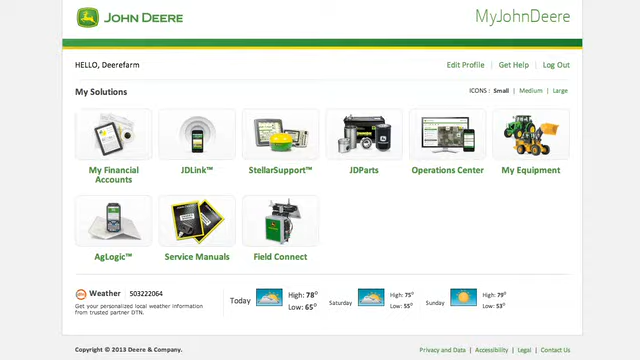 JOHN DEERE
MyJohnDeere
HELLO, Deerefarm
Edit Profile | Get Help | Log Out
My Solutions
ICONS : Small | Medium | Large
My Financial
Accounts
JDLink™
StellarSupport™
JDParts
Operations Center
My Equipment
AgLogic™
Service Manuals
Field Connect
dtn Weather 503222064
Get your personalized local weather information
from trusted partner DTN.
Today
High: 78°
Low: 65°
Saturday
High: 75°
Low: 55°
Sunday
High: 79°
Low: 53°
Copyright © 2013 Deere & Company.
Privacy and Data | Accessibility | Legal | Contact Us